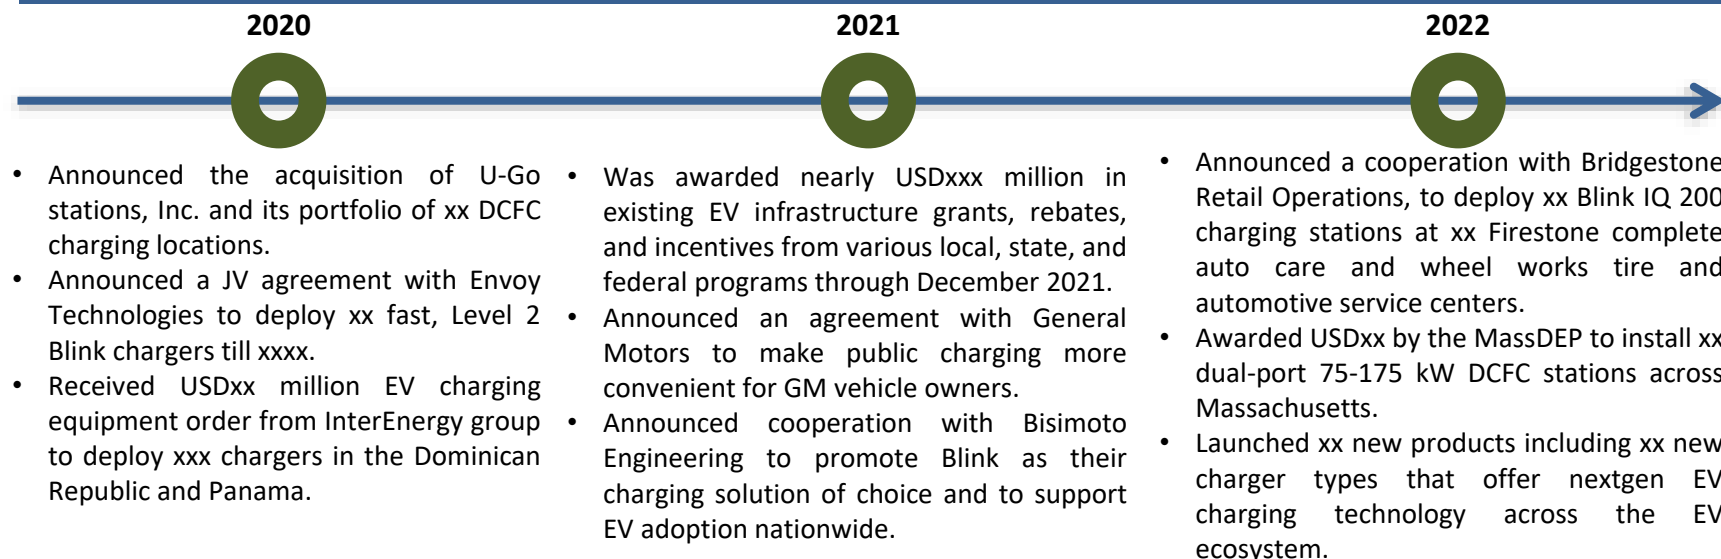 2020
2021
2022
• Announced the acquisition of U-Go
stations, Inc. and its portfolio of xx DCFC
charging locations.
• Announced a JV agreement with Envoy
Technologies to deploy xx fast, Level 2
Blink chargers till xxxx.
• Received USDxx million EV charging
equipment order from InterEnergy group
to deploy xxx chargers in the Dominican
Republic and Panama.
• Was awarded nearly USDxxx million in
existing EV infrastructure grants, rebates,
and incentives from various local, state, and
federal programs through December 2021.
• Announced an agreement with General
Motors to make public charging more
convenient for GM vehicle owners.
• Announced cooperation with Bisimoto
Engineering to promote Blink as their
charging solution of choice and to support
EV adoption nationwide.
• Announced a cooperation with Bridgestone
Retail Operations, to deploy xx Blink IQ 200
charging stations at xx Firestone complete
auto care and wheel works tire and
automotive service centers.
• Awarded USDxx by the MassDEP to install xx
dual-port 75-175 kW DCFC stations across
Massachusetts.
• Launched xx new products including xx new
charger types that offer nextgen EV
charging technology across the EV
ecosystem.